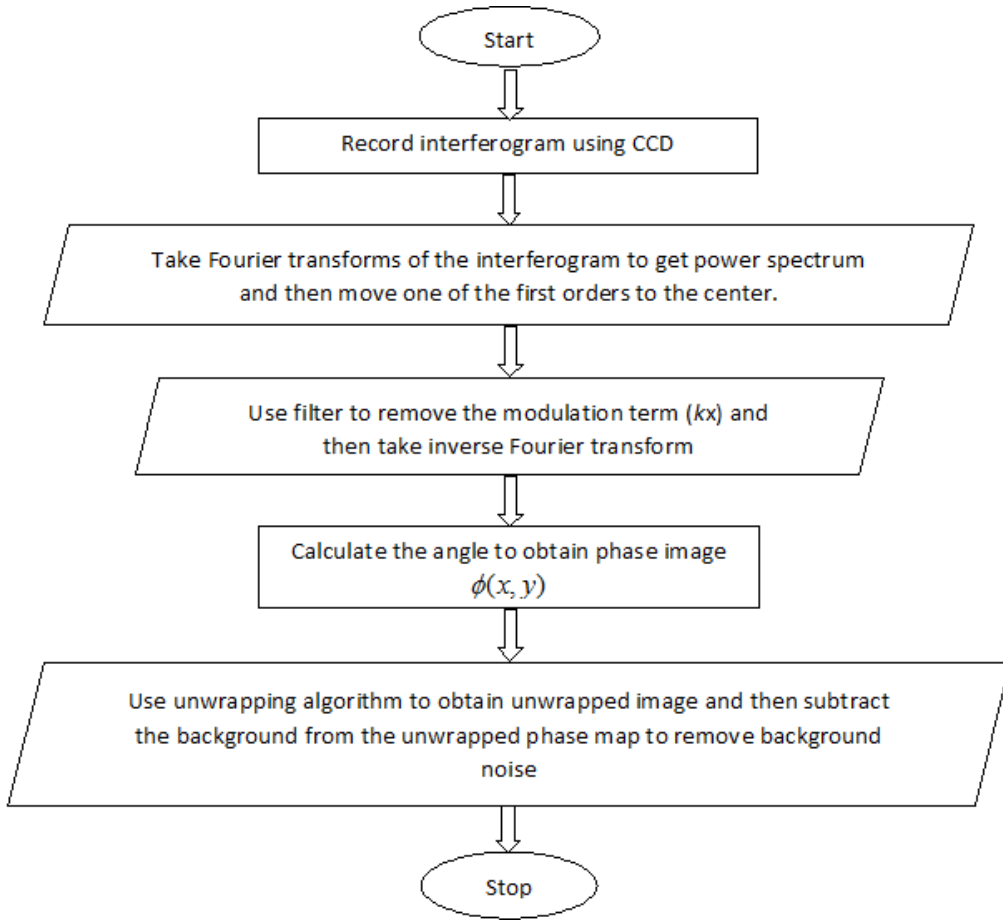 Start
Record interferogram using CCD
Take Fourier transforms of the interferogram to get power spectrum
and then move one of the first orders to the center.
Use filter to remove the modulation term (kx) and
then take inverse Fourier transform
Calculate the angle to obtain phase image
ϕ(x, y)
Use unwrapping algorithm to obtain unwrapped image and then subtract
the background from the unwrapped phase map to remove background
noise
Stop